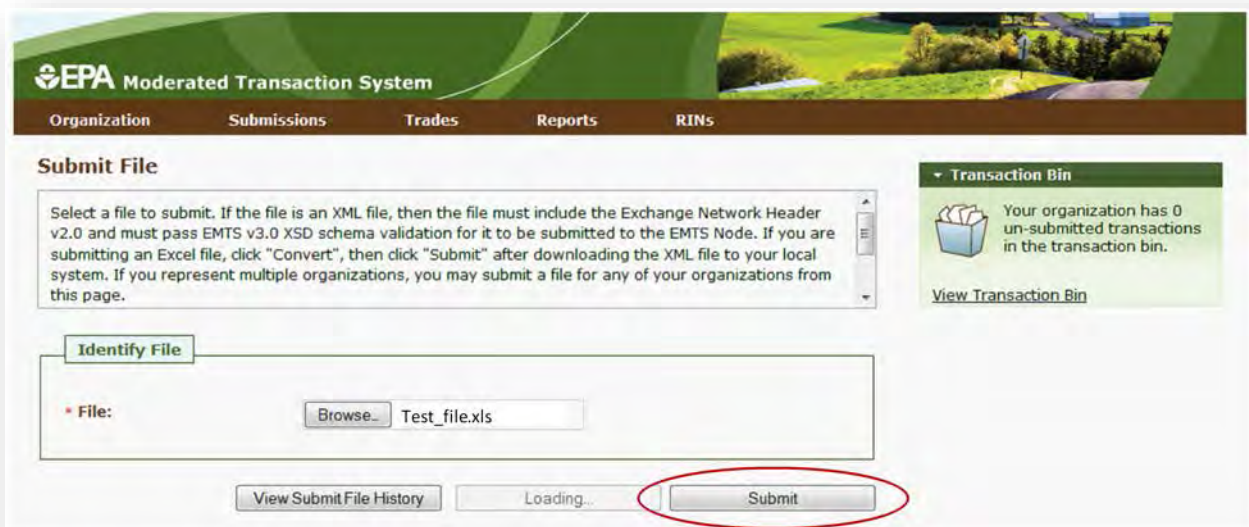 EPA Moderated Transaction System
Organization Submissions Trades Reports RINs
Submit File
Select a file to submit. If the file is an XML file, then the file must include the Exchange Network Header
v2.0 and must pass EMTS v3.0 XSD schema validation for it to be submitted to the EMTS Node. If you are
submitting an Excel file, click "Convert", then click "Submit" after downloading the XML file to your local
system. If you represent multiple organizations, you may submit a file for any of your organizations from
this page.
Transaction Bin
Your organization has 0
un-submitted transactions
in the transaction bin.
View Transaction Bin
Identify File
* File: Browse... Test_file.xls
View Submit File History Loading... Submit